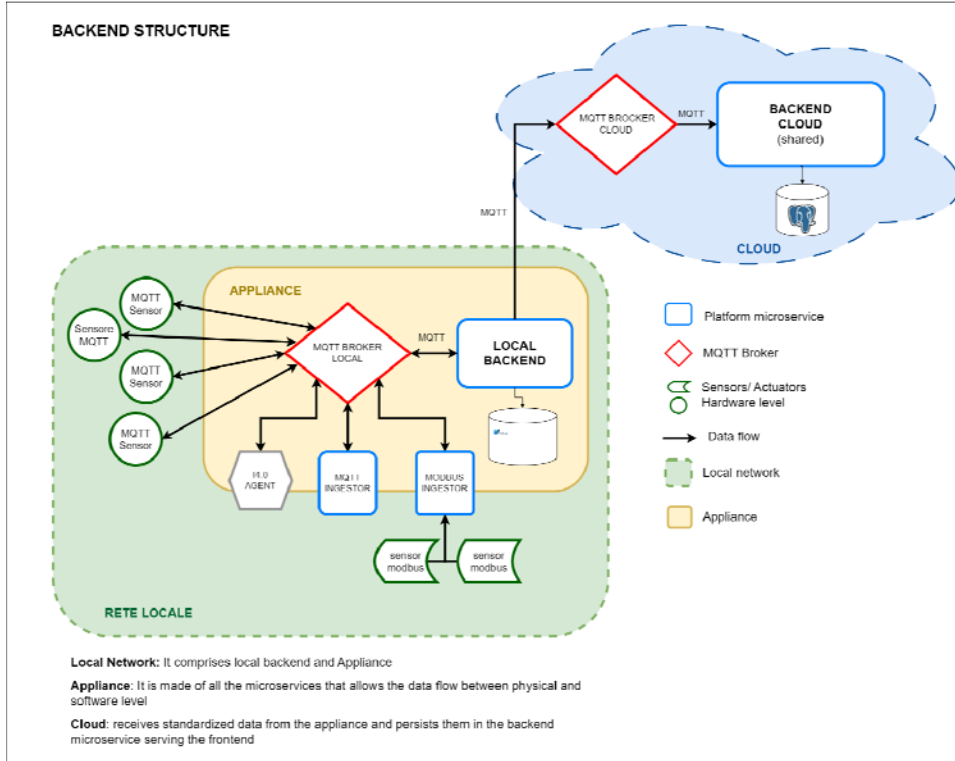 BACKEND STRUCTURE
MQTT BROCKER
CLOUD
MQTT
BACKEND
CLOUD
(shared)
MQTT
CLOUD
APPLIANCE
MQTT
Sensor
Sensore
MQTT
MQTT
Sensor
MQTT
Sensor
MQTT BROKER
LOCAL
MQTT
LOCAL
BACKEND
I4.0
AGENT
MQTT
INGESTOR
MODBUS
INGESTOR
sensor
modbus
sensor
modbus
RETE LOCALE
Platform microservice
MQTT Broker
Sensors/ Actuators
Hardware level
Data flow
Local network
Appliance
Local Network: It comprises local backend and Appliance
Appliance: It is made of all the microservices that allows the data flow between physical and
software level
Cloud: receives standardized data from the appliance and persists them in the backend
microservice serving the frontend